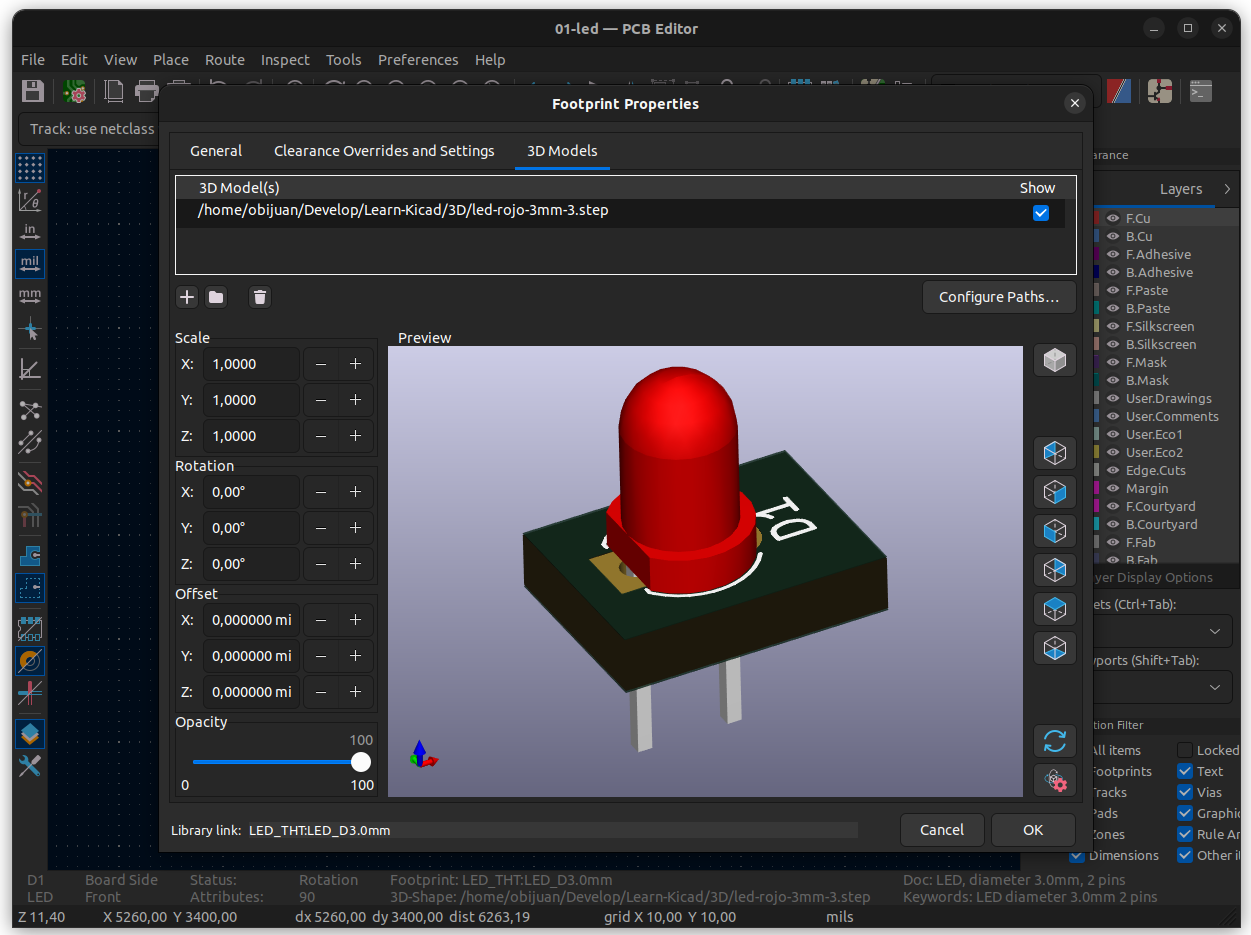 01-led — PCB Editor
File Edit View Place Route Inspect Tools Preferences Help
Footprint Properties
Track: use netclass
General Clearance Overrides and Settings 3D Models
arance
3D Model(s) Show
/home/obijuan/Develop/Learn-Kicad/3D/led-rojo-3mm-3.step
Layers
F.Cu
B.Cu
F.Adhesive
B.Adhesive
F.Paste
B.Paste
F.Silkscreen
B.Silkscreen
F.Mask
B.Mask
User.Drawings
User.Comments
User.Eco1
User.Eco2
Edge.Cuts
Margin
F.Courtyard
B.Courtyard
F.Fab
B.Fab
in
mil
mm
Configure Paths...
Scale
X: 1,0000
Y: 1,0000
Z: 1,0000
Rotation
X: 0,00°
Y: 0,00°
Z: 0,00°
Offset
X: 0,000000 mi
Y: 0,000000 mi
Z: 0,000000 mi
Opacity
100
0 100
Preview
D1
yer Display Options
ets (Ctrl+Tab):
ports (Shift+Tab):
tion Filter
All items Locked
Footprints Text
Tracks Vias
Pads Graphic
Zones Rule Ar
Dimensions Other it
Library link: LED_THT:LED_D3.0mm
Cancel OK
D1 Board Side Status: Rotation Footprint: LED_THT:LED_D3.0mm Doc: LED, diameter 3.0mm, 2 pins
LED Front Attributes: 90 3D-Shape: /home/obijuan/Develop/Learn-Kicad/3D/led-rojo-3mm-3.step Keywords: LED diameter 3.0mm 2 pins
Z 11,40 X 5260,00 Y 3400,00 dx 5260,00 dy 3400,00 dist 6263,19 grid X 10,00 Y 10,00 mils